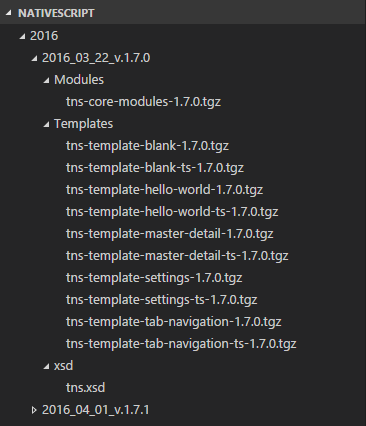 NATIVESCRIPT
2016
2016_03_22_v.1.7.0
Modules
tns-core-modules-1.7.0.tgz
Templates
tns-template-blank-1.7.0.tgz
tns-template-blank-ts-1.7.0.tgz
tns-template-hello-world-1.7.0.tgz
tns-template-hello-world-ts-1.7.0.tgz
tns-template-master-detail-1.7.0.tgz
tns-template-master-detail-ts-1.7.0.tgz
tns-template-settings-1.7.0.tgz
tns-template-settings-ts-1.7.0.tgz
tns-template-tab-navigation-1.7.0.tgz
tns-template-tab-navigation-ts-1.7.0.tgz
xsd
tns.xsd
2016_04_01_v.1.7.1